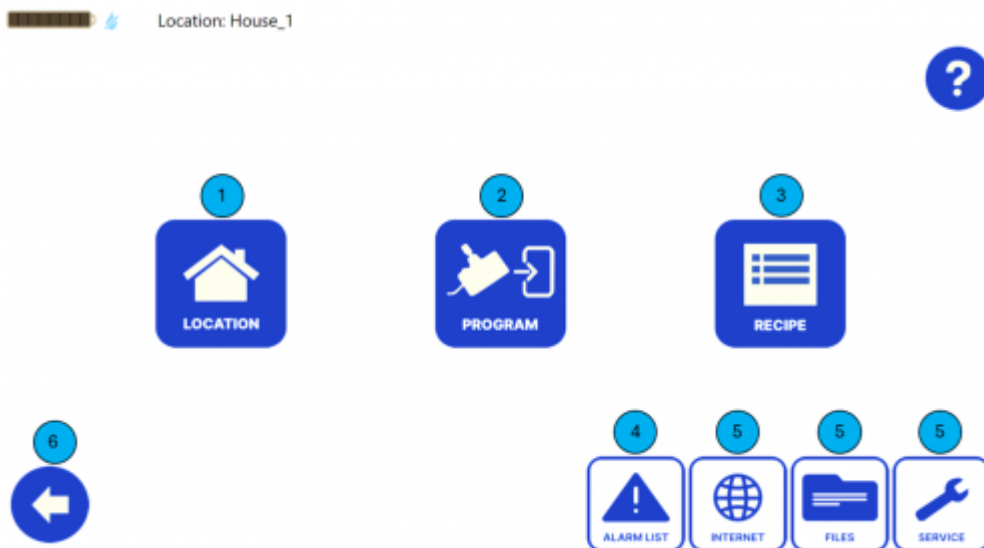 Location: House_1
?
1
2
3
LOCATION
PROGRAM
RECIPE
6
4
5
5
5
ALARM LIST
INTERNET
FILES
SERVICE